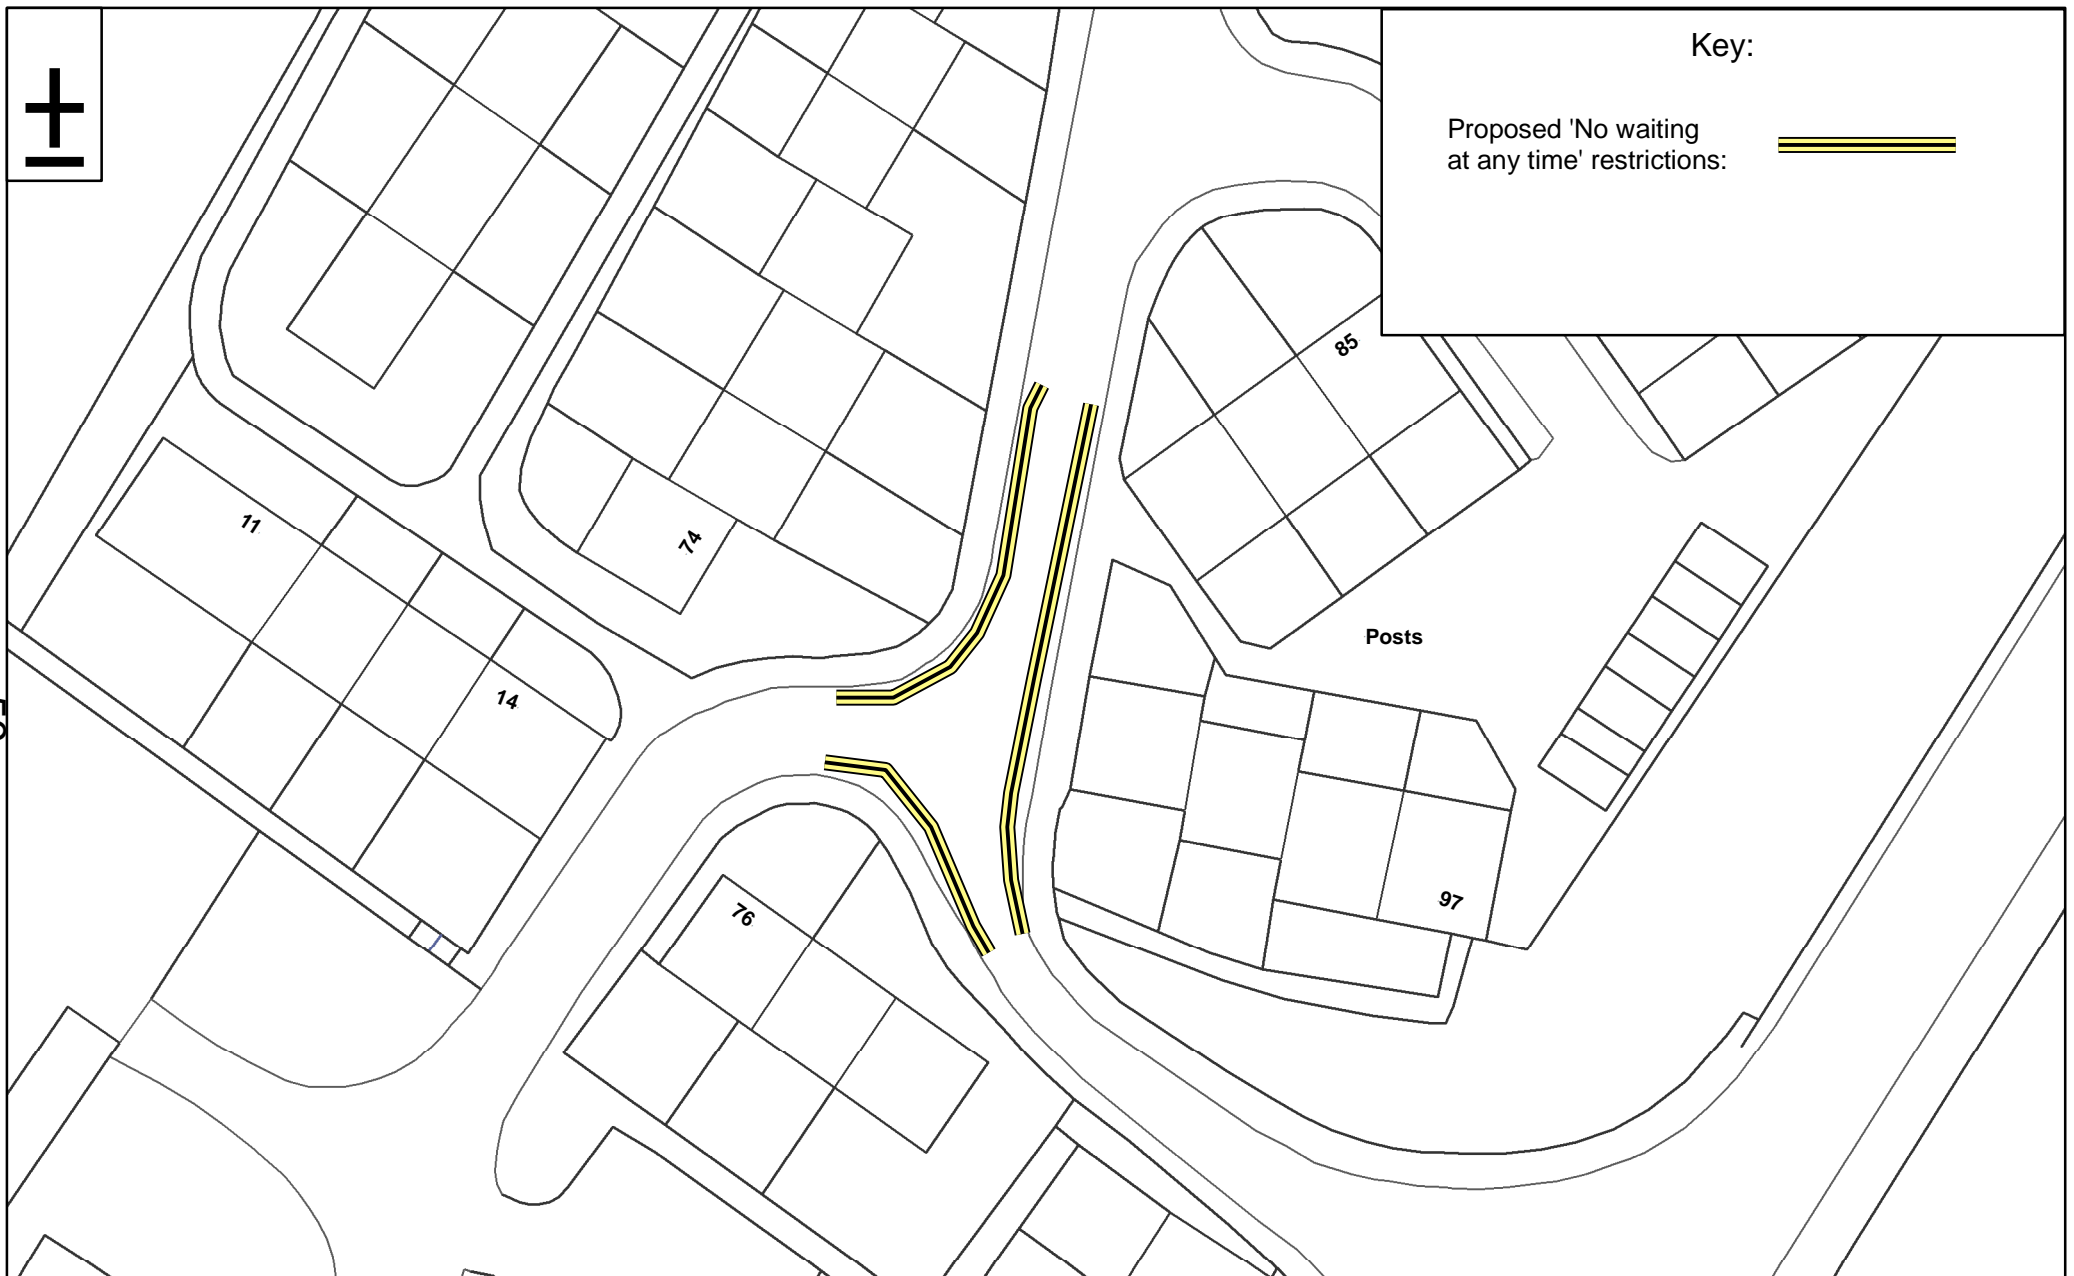 Key:
Proposed 'No waiting
at any time' restrictions:
85
11
74
Posts
14
97
76